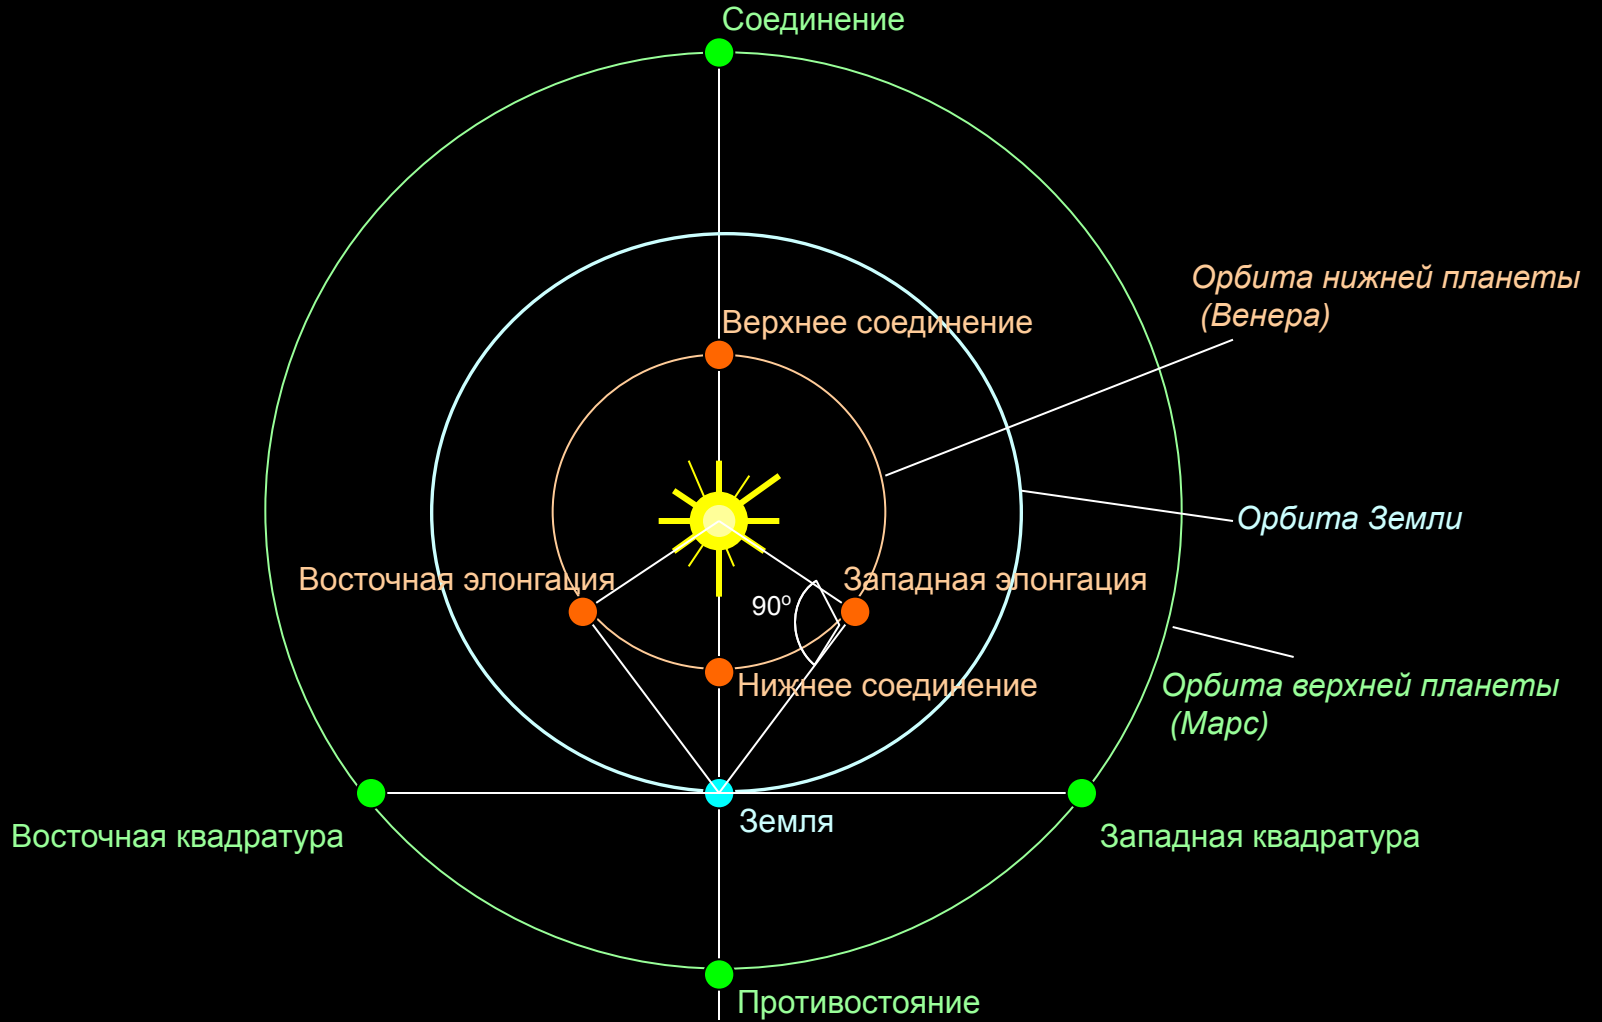 Соединение
Орбита нижней планеты
(Венера)
Верхнее соединение
Орбита Земли
Восточная элонгация
Западная элонгация
90º
Нижнее соединение
Орбита верхней планеты
(Марс)
Земля
Восточная квадратура
Западная квадратура
Противостояние